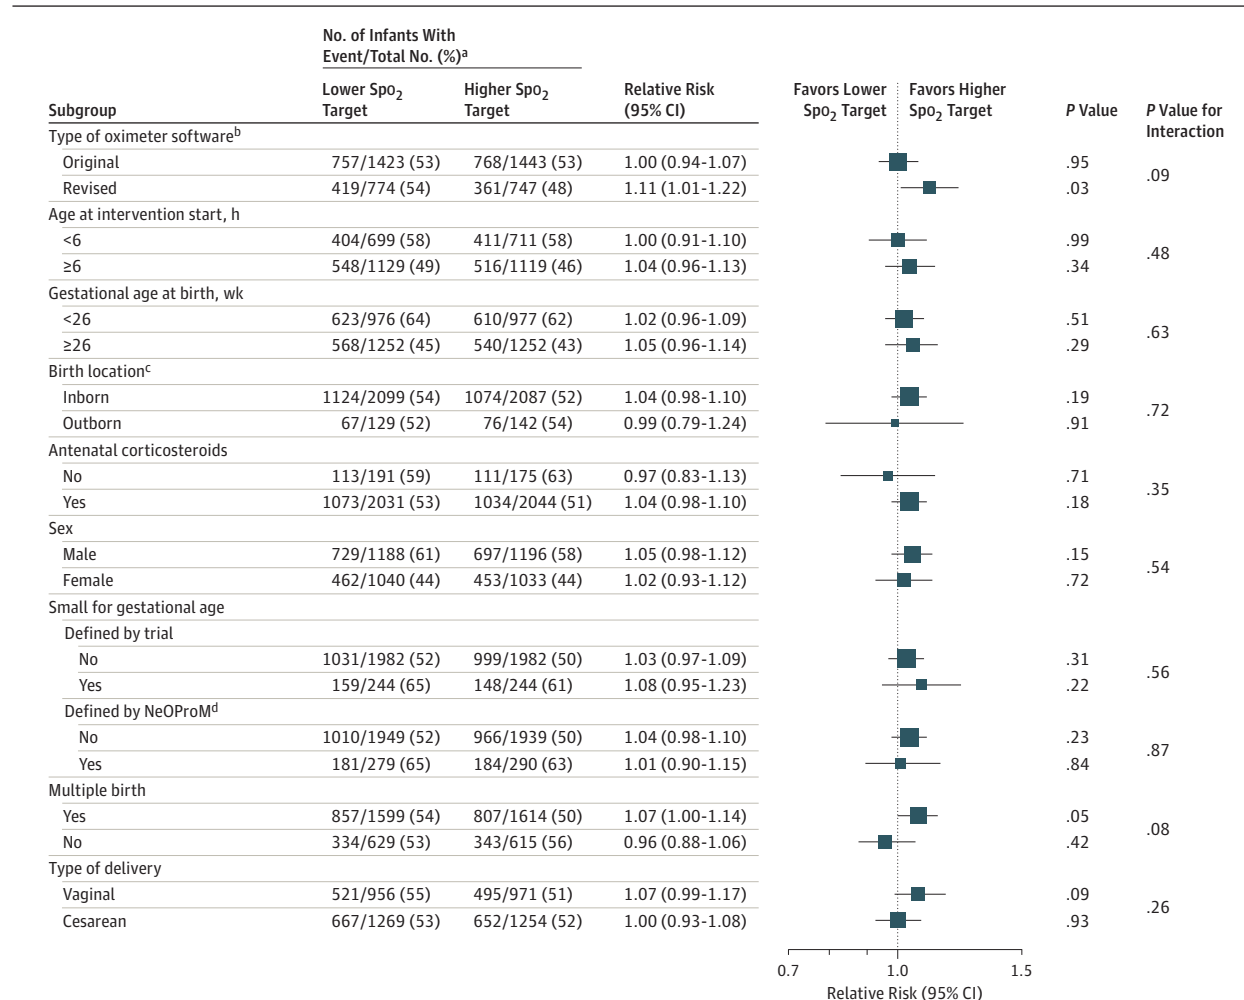 No. of Infants With
Event/Total No. (%)a
Lower Spo2 Higher Spo2 Relative Risk Favors Lower Favors Higher
Subgroup Target Target (95% CI) Spo2 Target Spo2 Target P Value P Value for
Interaction
Type of oximeter softwareb
Original 757/1423 (53) 768/1443 (53) 1.00 (0.94-1.07) .95
.09
Revised 419/774 (54) 361/747 (48) 1.11 (1.01-1.22) .03
Age at intervention start, h
<6 404/699 (58) 411/711 (58) 1.00 (0.91-1.10) .99
.48
≥6 548/1129 (49) 516/1119 (46) 1.04 (0.96-1.13) .34
Gestational age at birth, wk
<26 623/976 (64) 610/977 (62) 1.02 (0.96-1.09) .51
.63
≥26 568/1252 (45) 540/1252 (43) 1.05 (0.96-1.14) .29
Birth locationc
Inborn 1124/2099 (54) 1074/2087 (52) 1.04 (0.98-1.10) .19
.72
Outborn 67/129 (52) 76/142 (54) 0.99 (0.79-1.24) .91
Antenatal corticosteroids
No 113/191 (59) 111/175 (63) 0.97 (0.83-1.13) .71
.35
Yes 1073/2031 (53) 1034/2044 (51) 1.04 (0.98-1.10) .18
Sex
Male 729/1188 (61) 697/1196 (58) 1.05 (0.98-1.12) .15
.54
Female 462/1040 (44) 453/1033 (44) 1.02 (0.93-1.12) .72
Small for gestational age
Defined by trial
No 1031/1982 (52) 999/1982 (50) 1.03 (0.97-1.09) .31
.56
Yes 159/244 (65) 148/244 (61) 1.08 (0.95-1.23) .22
Defined by NeOProMd
No 1010/1949 (52) 966/1939 (50) 1.04 (0.98-1.10) .23
.87
Yes 181/279 (65) 184/290 (63) 1.01 (0.90-1.15) .84
Multiple birth
Yes 857/1599 (54) 807/1614 (50) 1.07 (1.00-1.14) .05
.08
No 334/629 (53) 343/615 (56) 0.96 (0.88-1.06) .42
Type of delivery
Vaginal 521/956 (55) 495/971 (51) 1.07 (0.99-1.17) .09
.26
Cesarean 667/1269 (53) 652/1254 (52) 1.00 (0.93-1.08) .93
0.7 1.0 1.5
Relative Risk (95% CI)